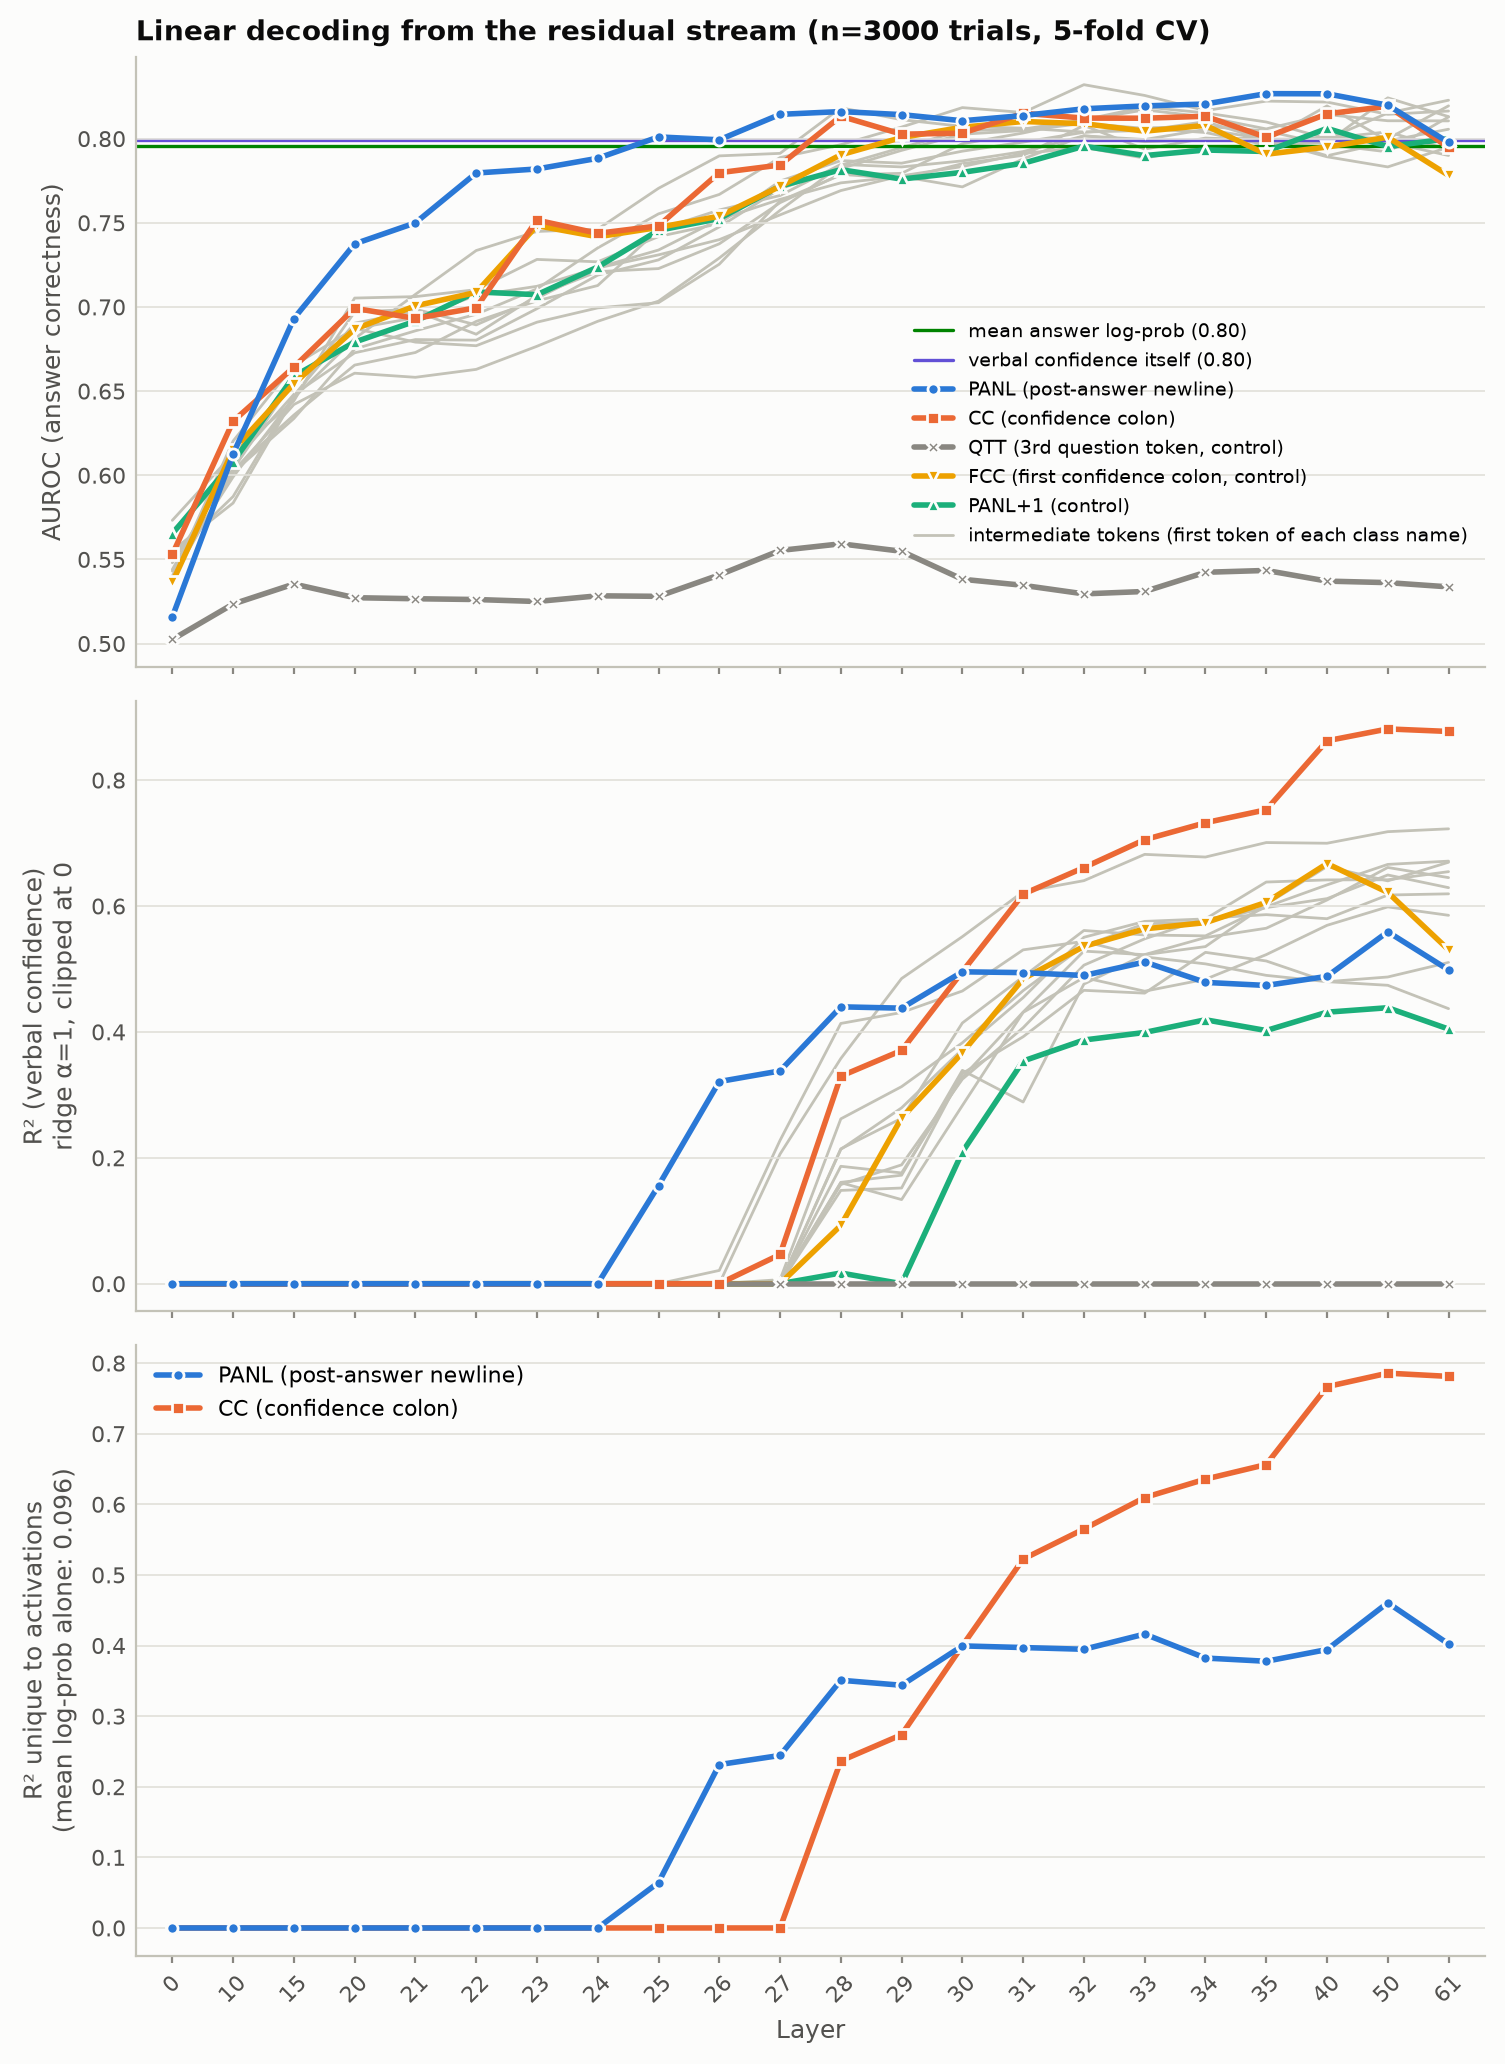 Linear decoding from the residual stream (n=3000 trials, 5-fold CV)
AUROC (answer correctness)
0.80
0.75
0.70
0.65
0.60
0.55
0.50
mean answer log-prob (0.80)
verbal confidence itself (0.80)
PANL (post-answer newline)
CC (confidence colon)
QTT (3rd question token, control)
FCC (first confidence colon, control)
PANL+1 (control)
intermediate tokens (first token of each class name)
R² (verbal confidence)
ridge α=1, clipped at 0
0.8
0.6
0.4
0.2
0.0
R² unique to activations
(mean log-prob alone: 0.096)
0.8
0.7
0.6
0.5
0.4
0.3
0.2
0.1
0.0
PANL (post-answer newline)
CC (confidence colon)
0 10 15 20 21 22 23 24 25 26 27 28 29 30 31 32 33 34 35 40 50 61
Layer